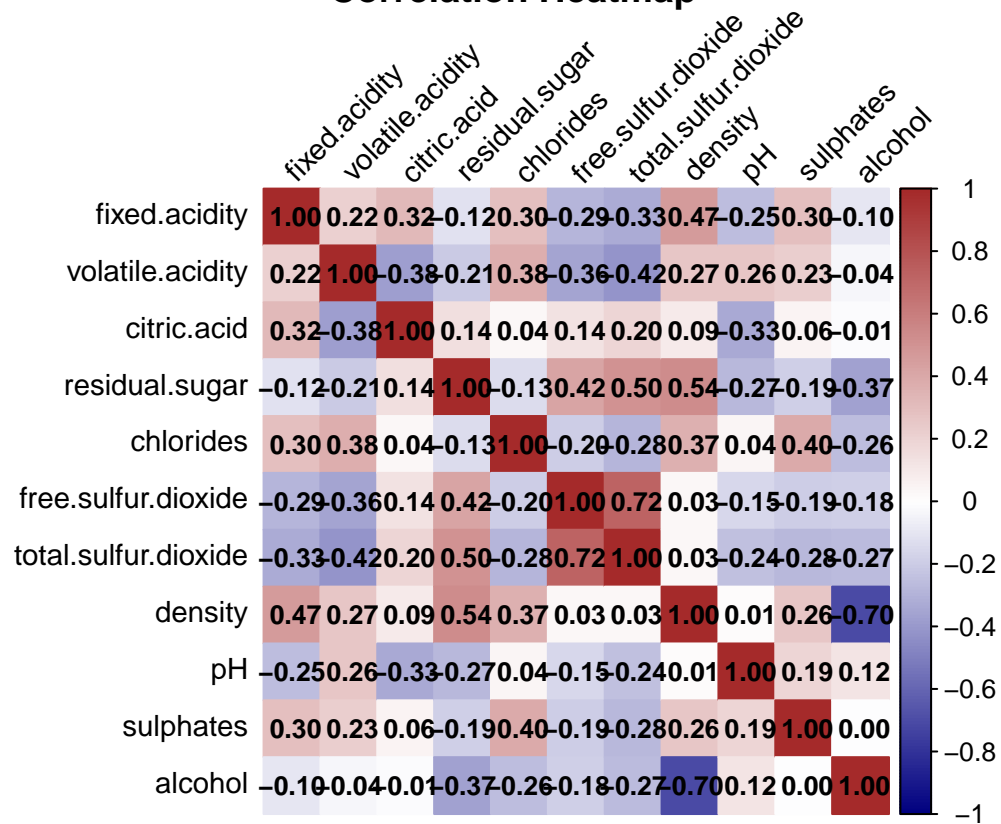 Correlation Heatmap
fixed.acidity volatile.acidity citric.acid residual.sugar chlorides free.sulfur.dioxide total.sulfur.dioxide density pH sulphates alcohol
fixed.acidity 1.00 0.22 0.32 −0.12 0.30 −0.29 −0.33 0.47 −0.25 0.30 −0.10
volatile.acidity 0.22 1.00 −0.38 −0.21 0.38 −0.36 −0.42 0.27 0.26 0.23 −0.04
citric.acid 0.32 −0.38 1.00 0.14 0.04 0.14 0.20 0.09 −0.33 0.06 −0.01
residual.sugar −0.12 −0.21 0.14 1.00 −0.13 0.42 0.50 0.54 −0.27 −0.19 −0.37
chlorides 0.30 0.38 0.04 −0.13 1.00 −0.20 −0.28 0.37 0.04 0.40 −0.26
free.sulfur.dioxide −0.29 −0.36 0.14 0.42 −0.20 1.00 0.72 0.03 −0.15 −0.19 −0.18
total.sulfur.dioxide −0.33 −0.42 0.20 0.50 −0.28 0.72 1.00 0.03 −0.24 −0.28 −0.27
density 0.47 0.27 0.09 0.54 0.37 0.03 0.03 1.00 0.01 0.26 −0.70
pH −0.25 0.26 −0.33 −0.27 0.04 −0.15 −0.24 0.01 1.00 0.19 0.12
sulphates 0.30 0.23 0.06 −0.19 0.40 −0.19 −0.28 0.26 0.19 1.00 0.00
alcohol −0.10 −0.04 −0.01 −0.37 −0.26 −0.18 −0.27 −0.70 0.12 0.00 1.00
1
0.8
0.6
0.4
0.2
0
−0.2
−0.4
−0.6
−0.8
−1